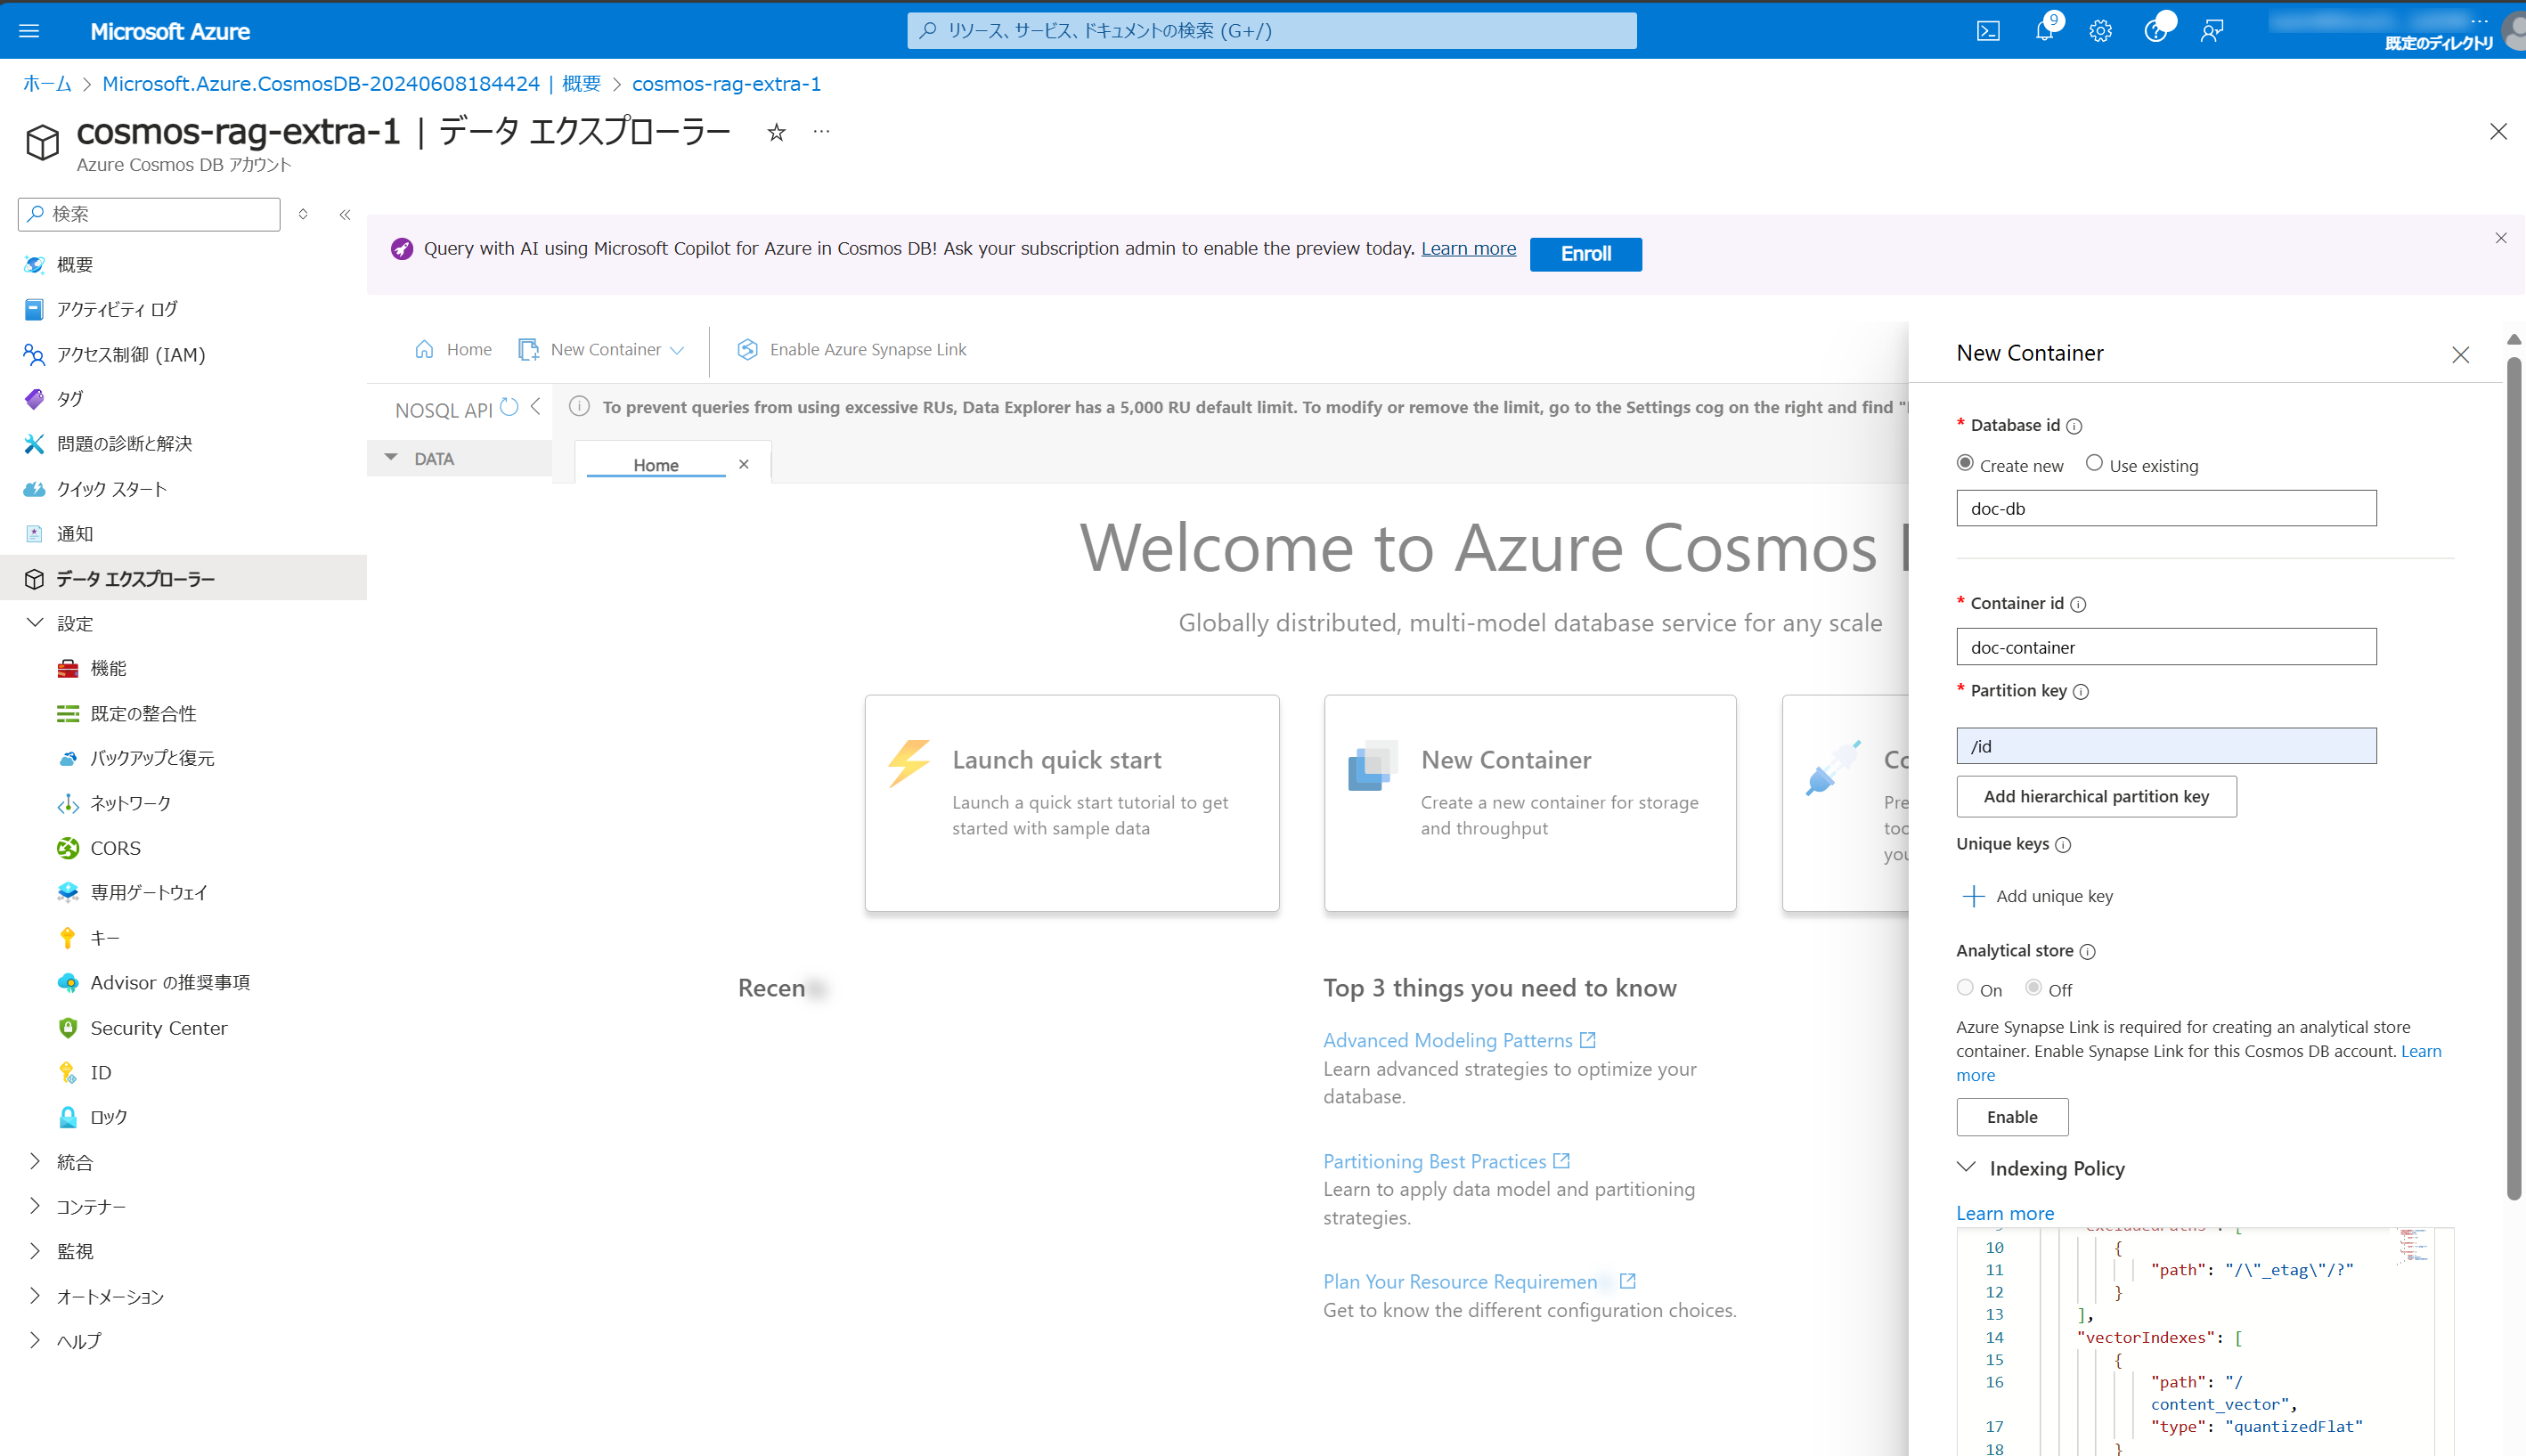 Microsoft Azure
リソース、サービス、ドキュメントの検索 (G+/)
9
既定のディレクトリ
ホーム > Microsoft.Azure.CosmosDB-20240608184424 | 概要 > cosmos-rag-extra-1
cosmos-rag-extra-1 | データ エクスプローラー
Azure Cosmos DB アカウント
検索
概要
アクティビティ ログ
アクセス制御 (IAM)
タグ
問題の診断と解決
クイック スタート
通知
データ エクスプローラー
設定
機能
既定の整合性
バックアップと復元
ネットワーク
CORS
専用ゲートウェイ
キー
Advisor の推奨事項
Security Center
ID
ロック
統合
コンテナー
監視
オートメーション
ヘルプ
Query with AI using Microsoft Copilot for Azure in Cosmos DB! Ask your subscription admin to enable the preview today. Learn more
Enroll
Home
New Container
Enable Azure Synapse Link
NOSQL API
DATA
To prevent queries from using excessive RUs, Data Explorer has a 5,000 RU default limit. To modify or remove the limit, go to the Settings cog on the right and find "
Home
Welcome to Azure Cosmos
Globally distributed, multi-model database service for any scale
Launch quick start
Launch a quick start tutorial to get
started with sample data
New Container
Create a new container for storage
and throughput
Co
Pre
too
you
Recen
Top 3 things you need to know
Advanced Modeling Patterns
Learn advanced strategies to optimize your
database.
Partitioning Best Practices
Learn to apply data model and partitioning
strategies.
Plan Your Resource Requiremen
Get to know the different configuration choices.
New Container
* Database id
Create new Use existing
doc-db
* Container id
doc-container
* Partition key
/id
Add hierarchical partition key
Unique keys
Add unique key
Analytical store
On Off
Azure Synapse Link is required for creating an analytical store
container. Enable Synapse Link for this Cosmos DB account. Learn
more
Enable
Indexing Policy
Learn more
10 {
11 "path": "/\"_etag\"/?"
12 }
13 ],
14 "vectorIndexes": [
15 {
16 "path": "/
content_vector",
17 "type": "quantizedFlat"
18 }